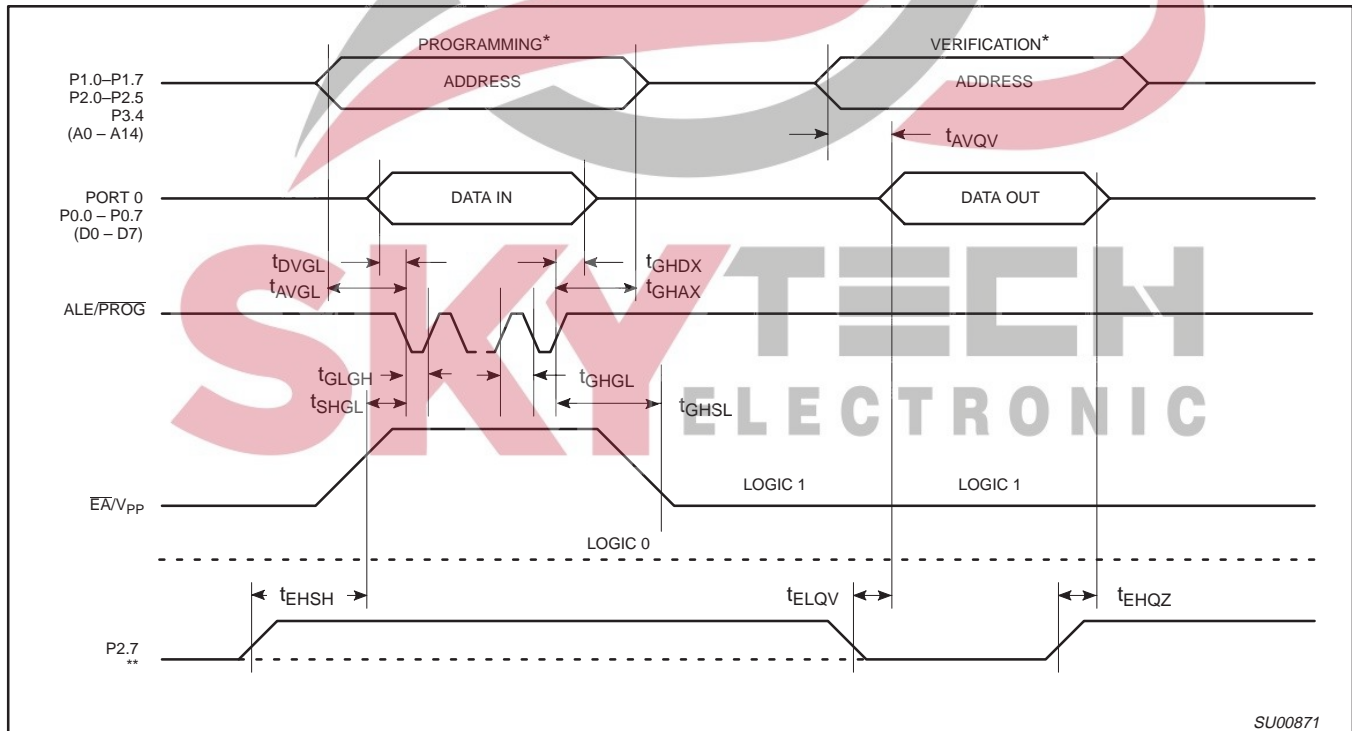 PROGRAMMING*
VERIFICATION*
P1.0–P1.7
P2.0–P2.5
P3.4
(A0 – A14)
ADDRESS
ADDRESS
tAVQV
PORT 0
P0.0 – P0.7
(D0 – D7)
DATA IN
DATA OUT
tDVGL
tGHDX
tAVGL
tGHAX
ALE/PROG
tGLGH
tGHGL
tSHGL
tGHSL
SKYTECH
ELECTRONIC
EA/VPP
LOGIC 1
LOGIC 1
LOGIC 0
tEHSH
tELQV
tEHQZ
P2.7
**
SU00871